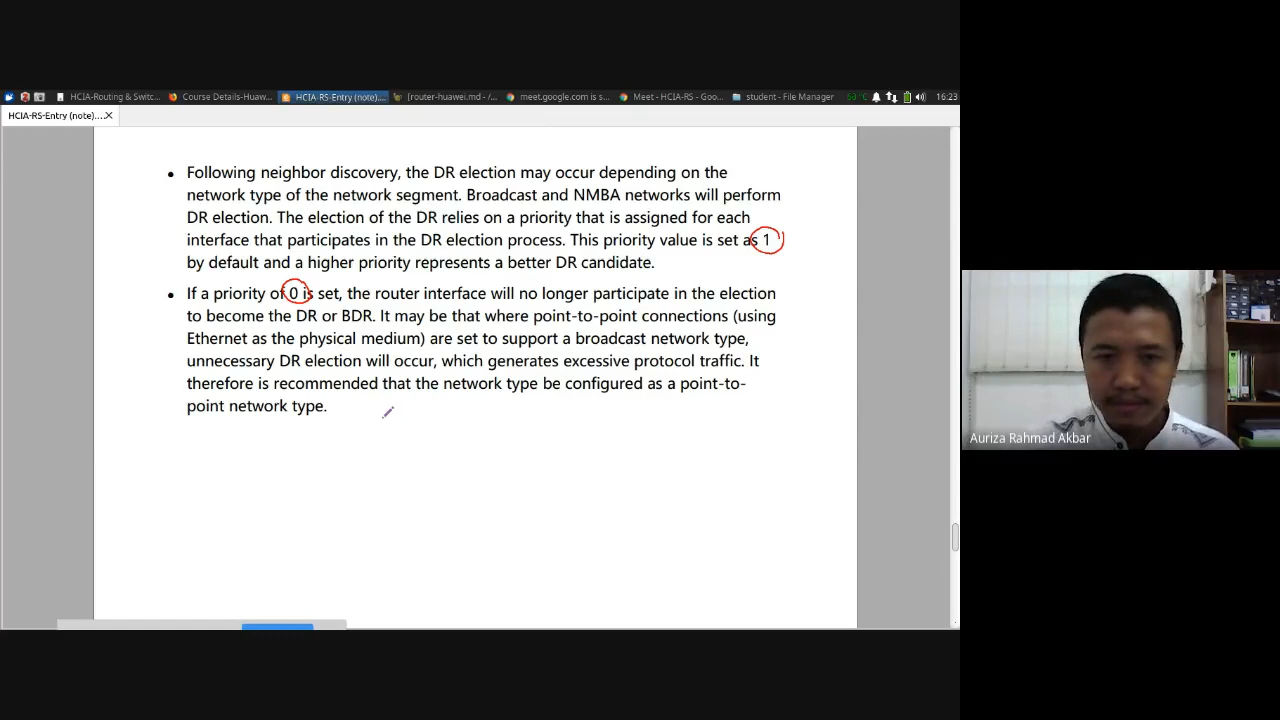 HCIA-Routing & Switc...
Course Details-Huaw...
HCIA-RS-Entry (note)....
[router-huawei.md - /...
meet.google.com is s...
Meet - HCIA-RS - Goo...
student - File Manager
16:23
HCIA-RS-Entry (note)....
• Following neighbor discovery, the DR election may occur depending on the
network type of the network segment. Broadcast and NMBA networks will perform
DR election. The election of the DR relies on a priority that is assigned for each
interface that participates in the DR election process. This priority value is set as 1
by default and a higher priority represents a better DR candidate.
• If a priority of 0 is set, the router interface will no longer participate in the election
to become the DR or BDR. It may be that where point-to-point connections (using
Ethernet as the physical medium) are set to support a broadcast network type,
unnecessary DR election will occur, which generates excessive protocol traffic. It
therefore is recommended that the network type be configured as a point-to-
point network type.
Auriza Rahmad Akbar